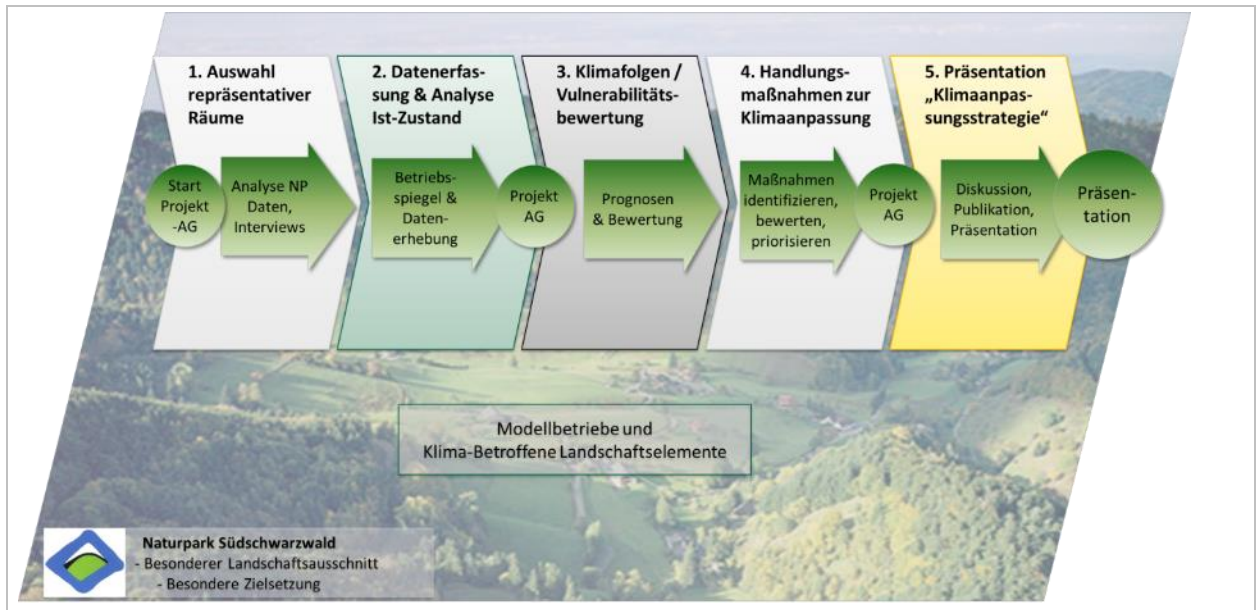 1. Auswahl
repräsentativer
Räume
2. Datenerfas-
sung & Analyse
Ist-Zustand
3. Klimafolgen /
Vulnerabilitäts-
bewertung
4. Handlungs-
maßnahmen zur
Klimaanpassung
5. Präsentation
„Klimaanpas-
sungsstrategie“
Start
Projekt
-AG
Analyse NP
Daten,
Interviews
Betriebs-
spiegel &
Daten-
erhebung
Projekt
AG
Prognosen
& Bewertung
Maßnahmen
identifizieren,
bewerten,
priorisieren
Projekt
AG
Diskussion,
Publikation,
Präsentation
Präsen-
tation
Modellbetriebe und
Klima-Betroffene Landschaftselemente
Naturpark Südschwarzwald
- Besonderer Landschaftsausschnitt
- Besondere Zielsetzung